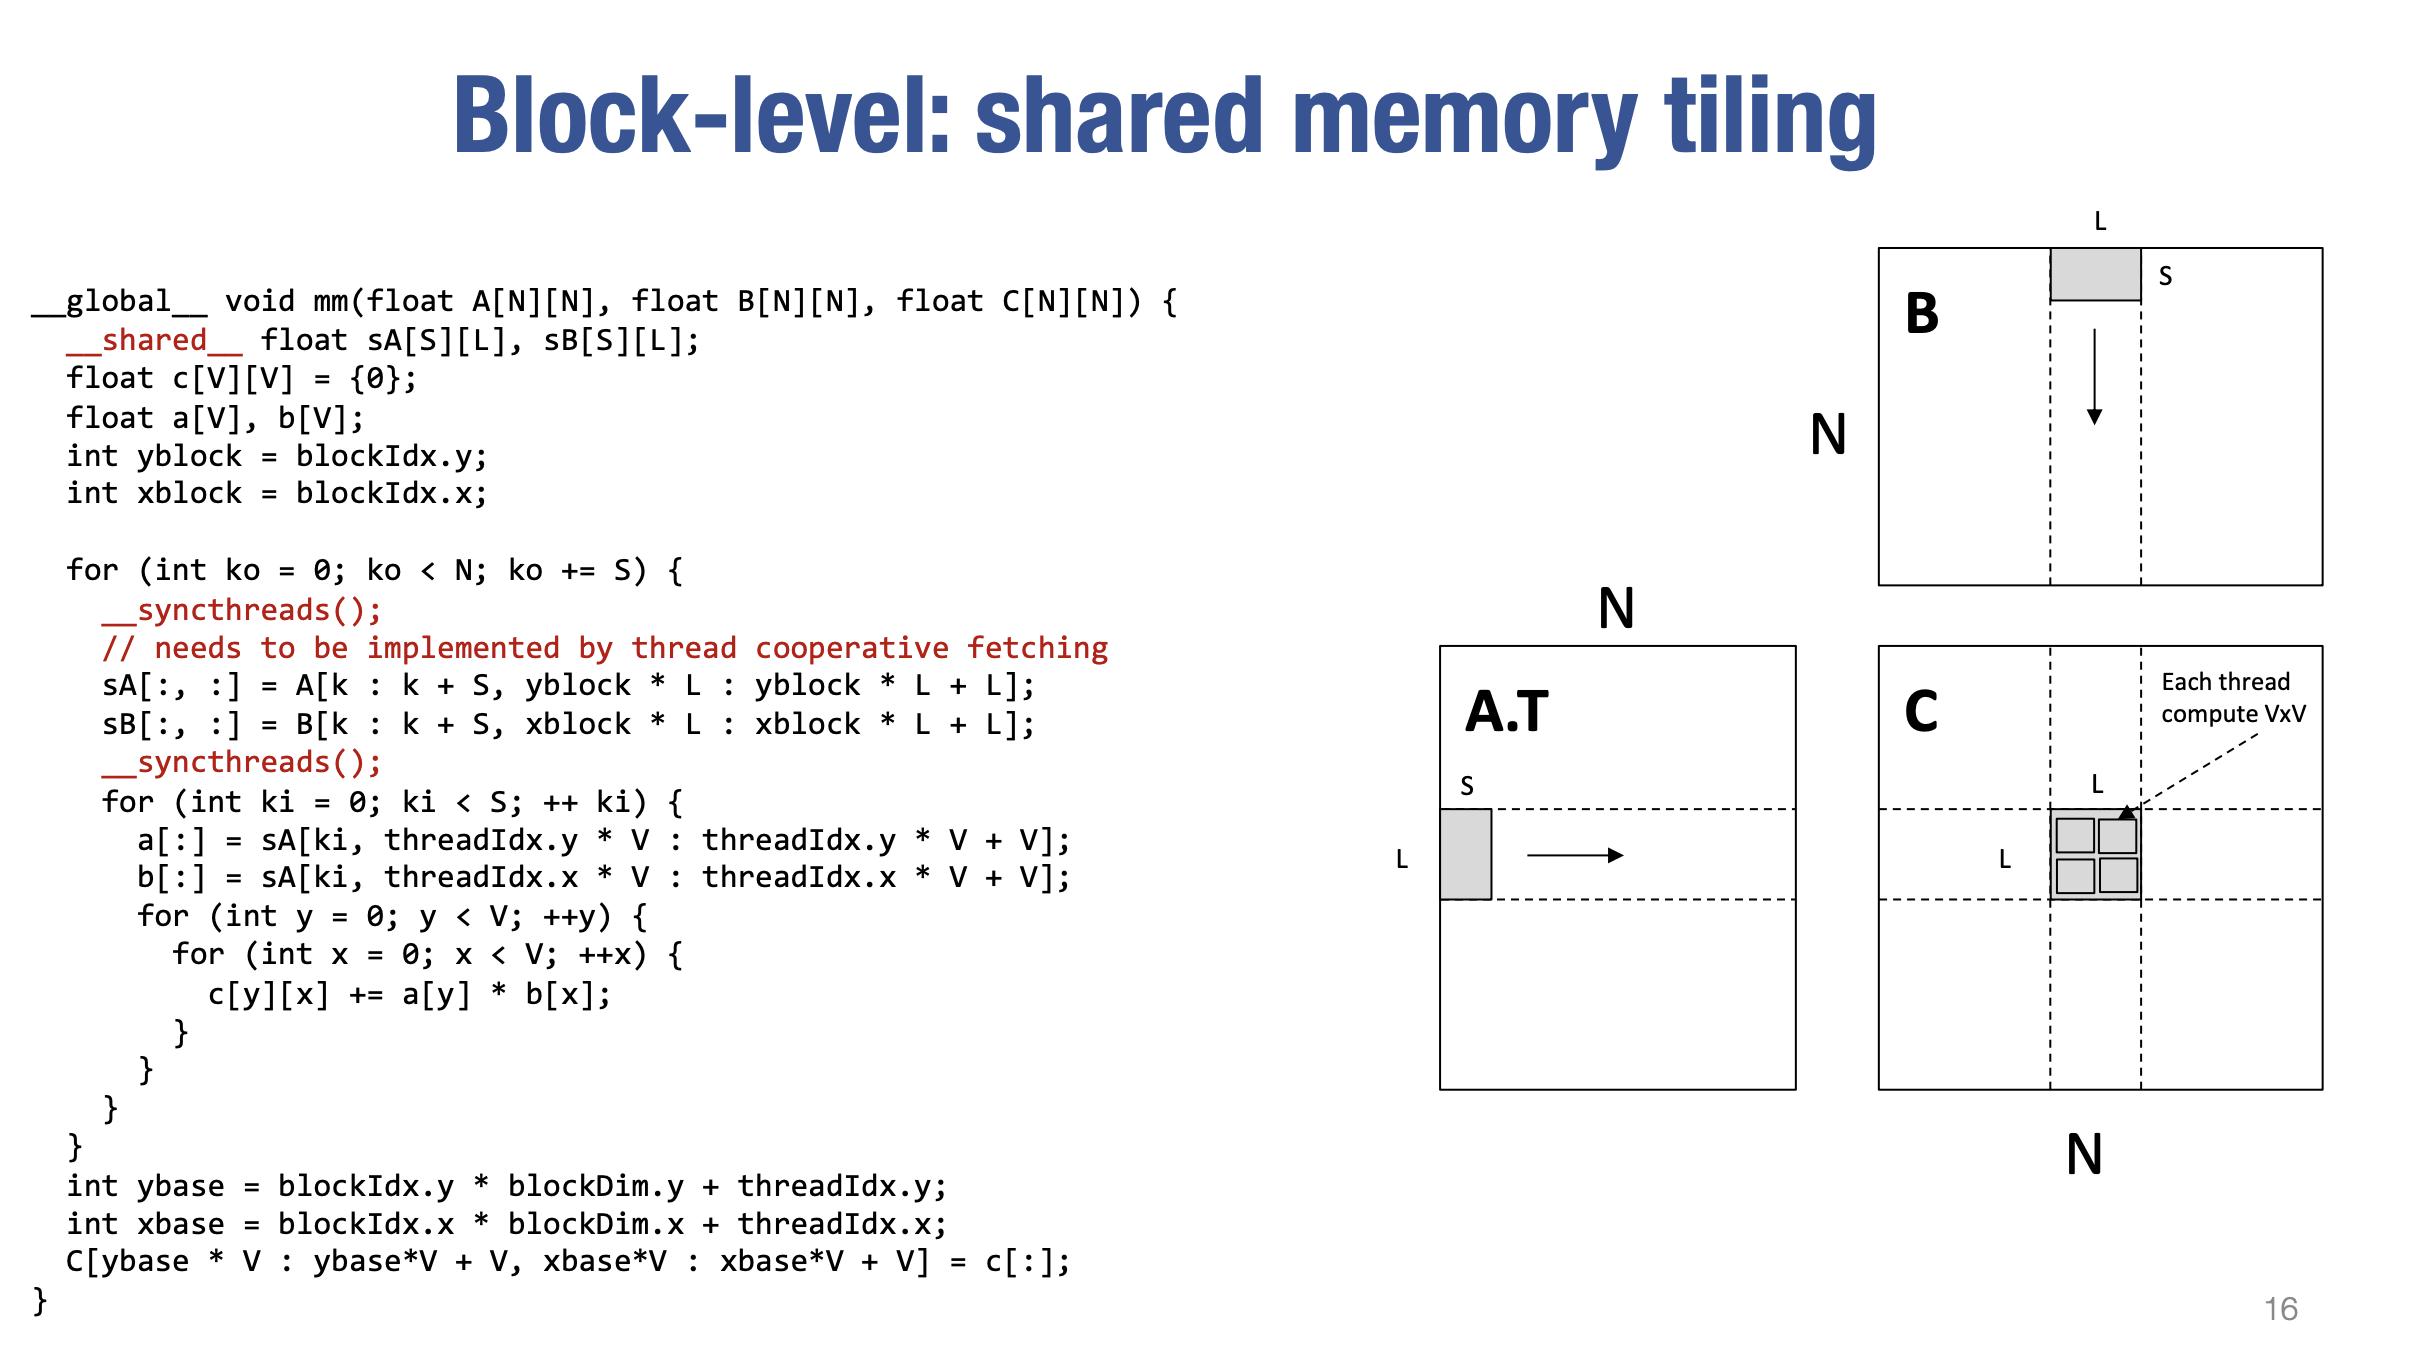 Block-level: shared memory tiling
__global__ void mm(float A[N][N], float B[N][N], float C[N][N]) {
  __shared__ float sA[S][L], sB[S][L];
  float c[V][V] = {0};
  float a[V], b[V];
  int yblock = blockIdx.y;
  int xblock = blockIdx.x;
  for (int ko = 0; ko < N; ko += S) {
    __syncthreads();
    // needs to be implemented by thread cooperative fetching
    sA[:, :] = A[k : k + S, yblock * L : yblock * L + L];
    sB[:, :] = B[k : k + S, xblock * L : xblock * L + L];
    __syncthreads();
    for (int ki = 0; ki < S; ++ ki) {
      a[:] = sA[ki, threadIdx.y * V : threadIdx.y * V + V];
      b[:] = sA[ki, threadIdx.x * V : threadIdx.x * V + V];
      for (int y = 0; y < V; ++y) {
        for (int x = 0; x < V; ++x) {
          c[y][x] += a[y] * b[x];
        }
      }
    }
  }
  int ybase = blockIdx.y * blockDim.y + threadIdx.y;
  int xbase = blockIdx.x * blockDim.x + threadIdx.x;
  C[ybase * V : ybase*V + V, xbase*V : xbase*V + V] = c[:];
}
L
S
B
N
N
A.T
S
L
C
Each thread
compute VxV
L
L
N
16